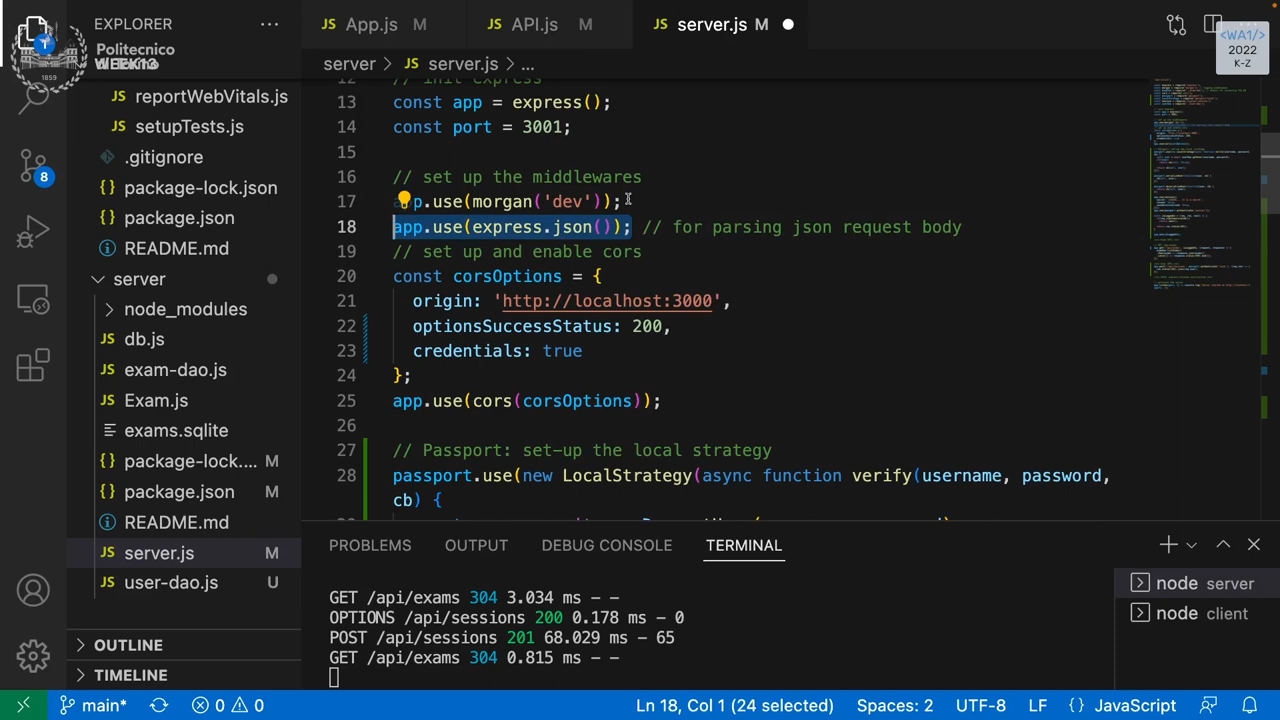 EXPLORER
Politecnico
reportWebVitals.js
setupTests.js
.gitignore
package-lock.json
package.json
README.md
server
node_modules
db.js
exam-dao.js
Exam.js
exams.sqlite
package-lock.... M
package.json M
README.md
server.js M
user-dao.js U
OUTLINE
TIMELINE
8
1859
JS App.js M
JS API.js M
JS server.js M
<WA1/>
2022
K-Z
server > JS server.js > ...
12 // init express
13 const app = express();
14 const port = 3001;
15
16 // set up the middlewares
17 app.use(morgan('dev'));
18 app.use(express.json()); // for parsing json request body
19 // set up and enable cors
20 const corsOptions = {
21 origin: 'http://localhost:3000',
22 optionsSuccessStatus: 200,
23 credentials: true
24 };
25 app.use(cors(corsOptions));
26
27 // Passport: set-up the local strategy
28 passport.use(new LocalStrategy(async function verify(username, password,
cb) {
PROBLEMS OUTPUT DEBUG CONSOLE TERMINAL
GET /api/exams 304 3.034 ms - -
OPTIONS /api/sessions 200 0.178 ms - 0
POST /api/sessions 201 68.029 ms - 65
GET /api/exams 304 0.815 ms - -
node server
node client
main* 0 0 Ln 18, Col 1 (24 selected) Spaces: 2 UTF-8 LF {} JavaScript